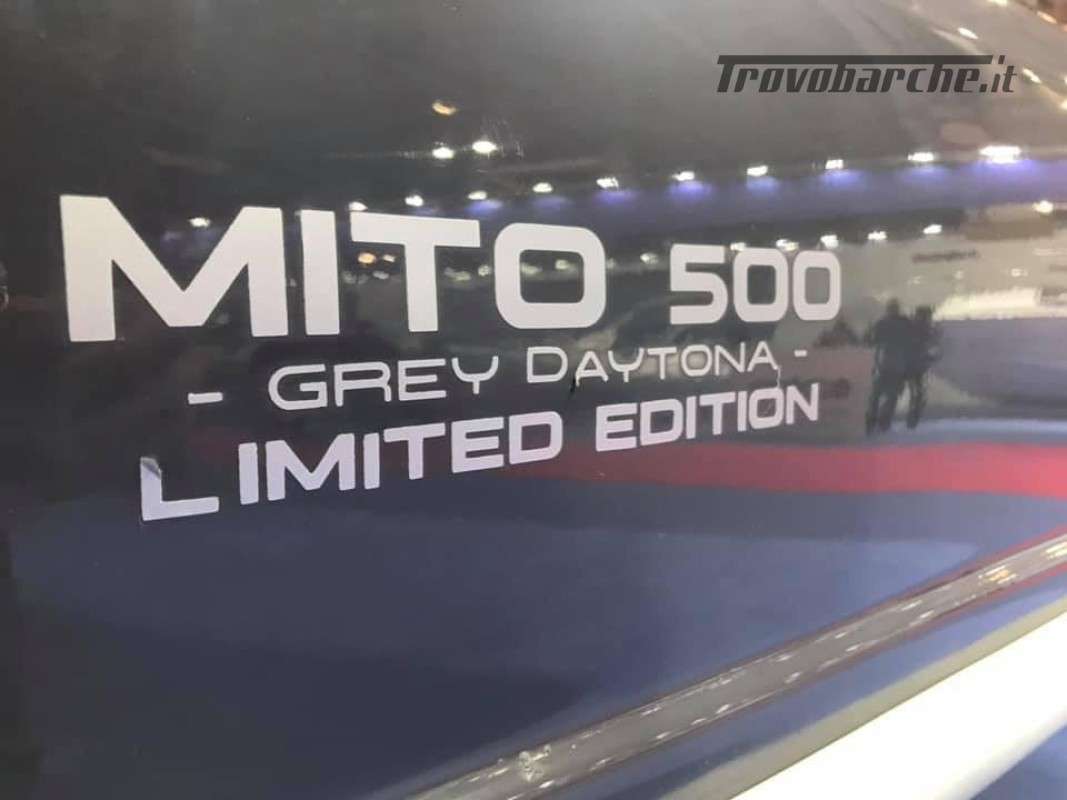 Trovobarche.it
MITO 500
- GREY DAYTONA -
LIMITED EDITION